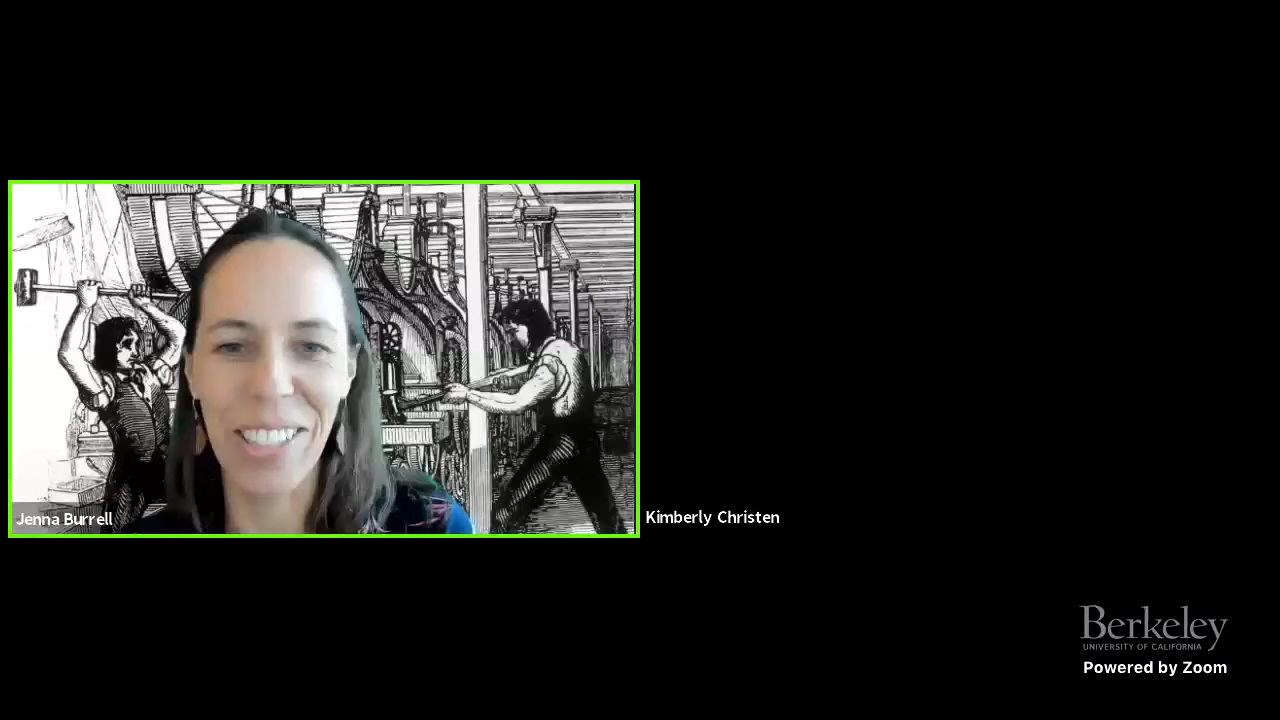 Jenna Burrell
Kimberly Christen
Berkeley
UNIVERSITY OF CALIFORNIA
Powered by Zoom